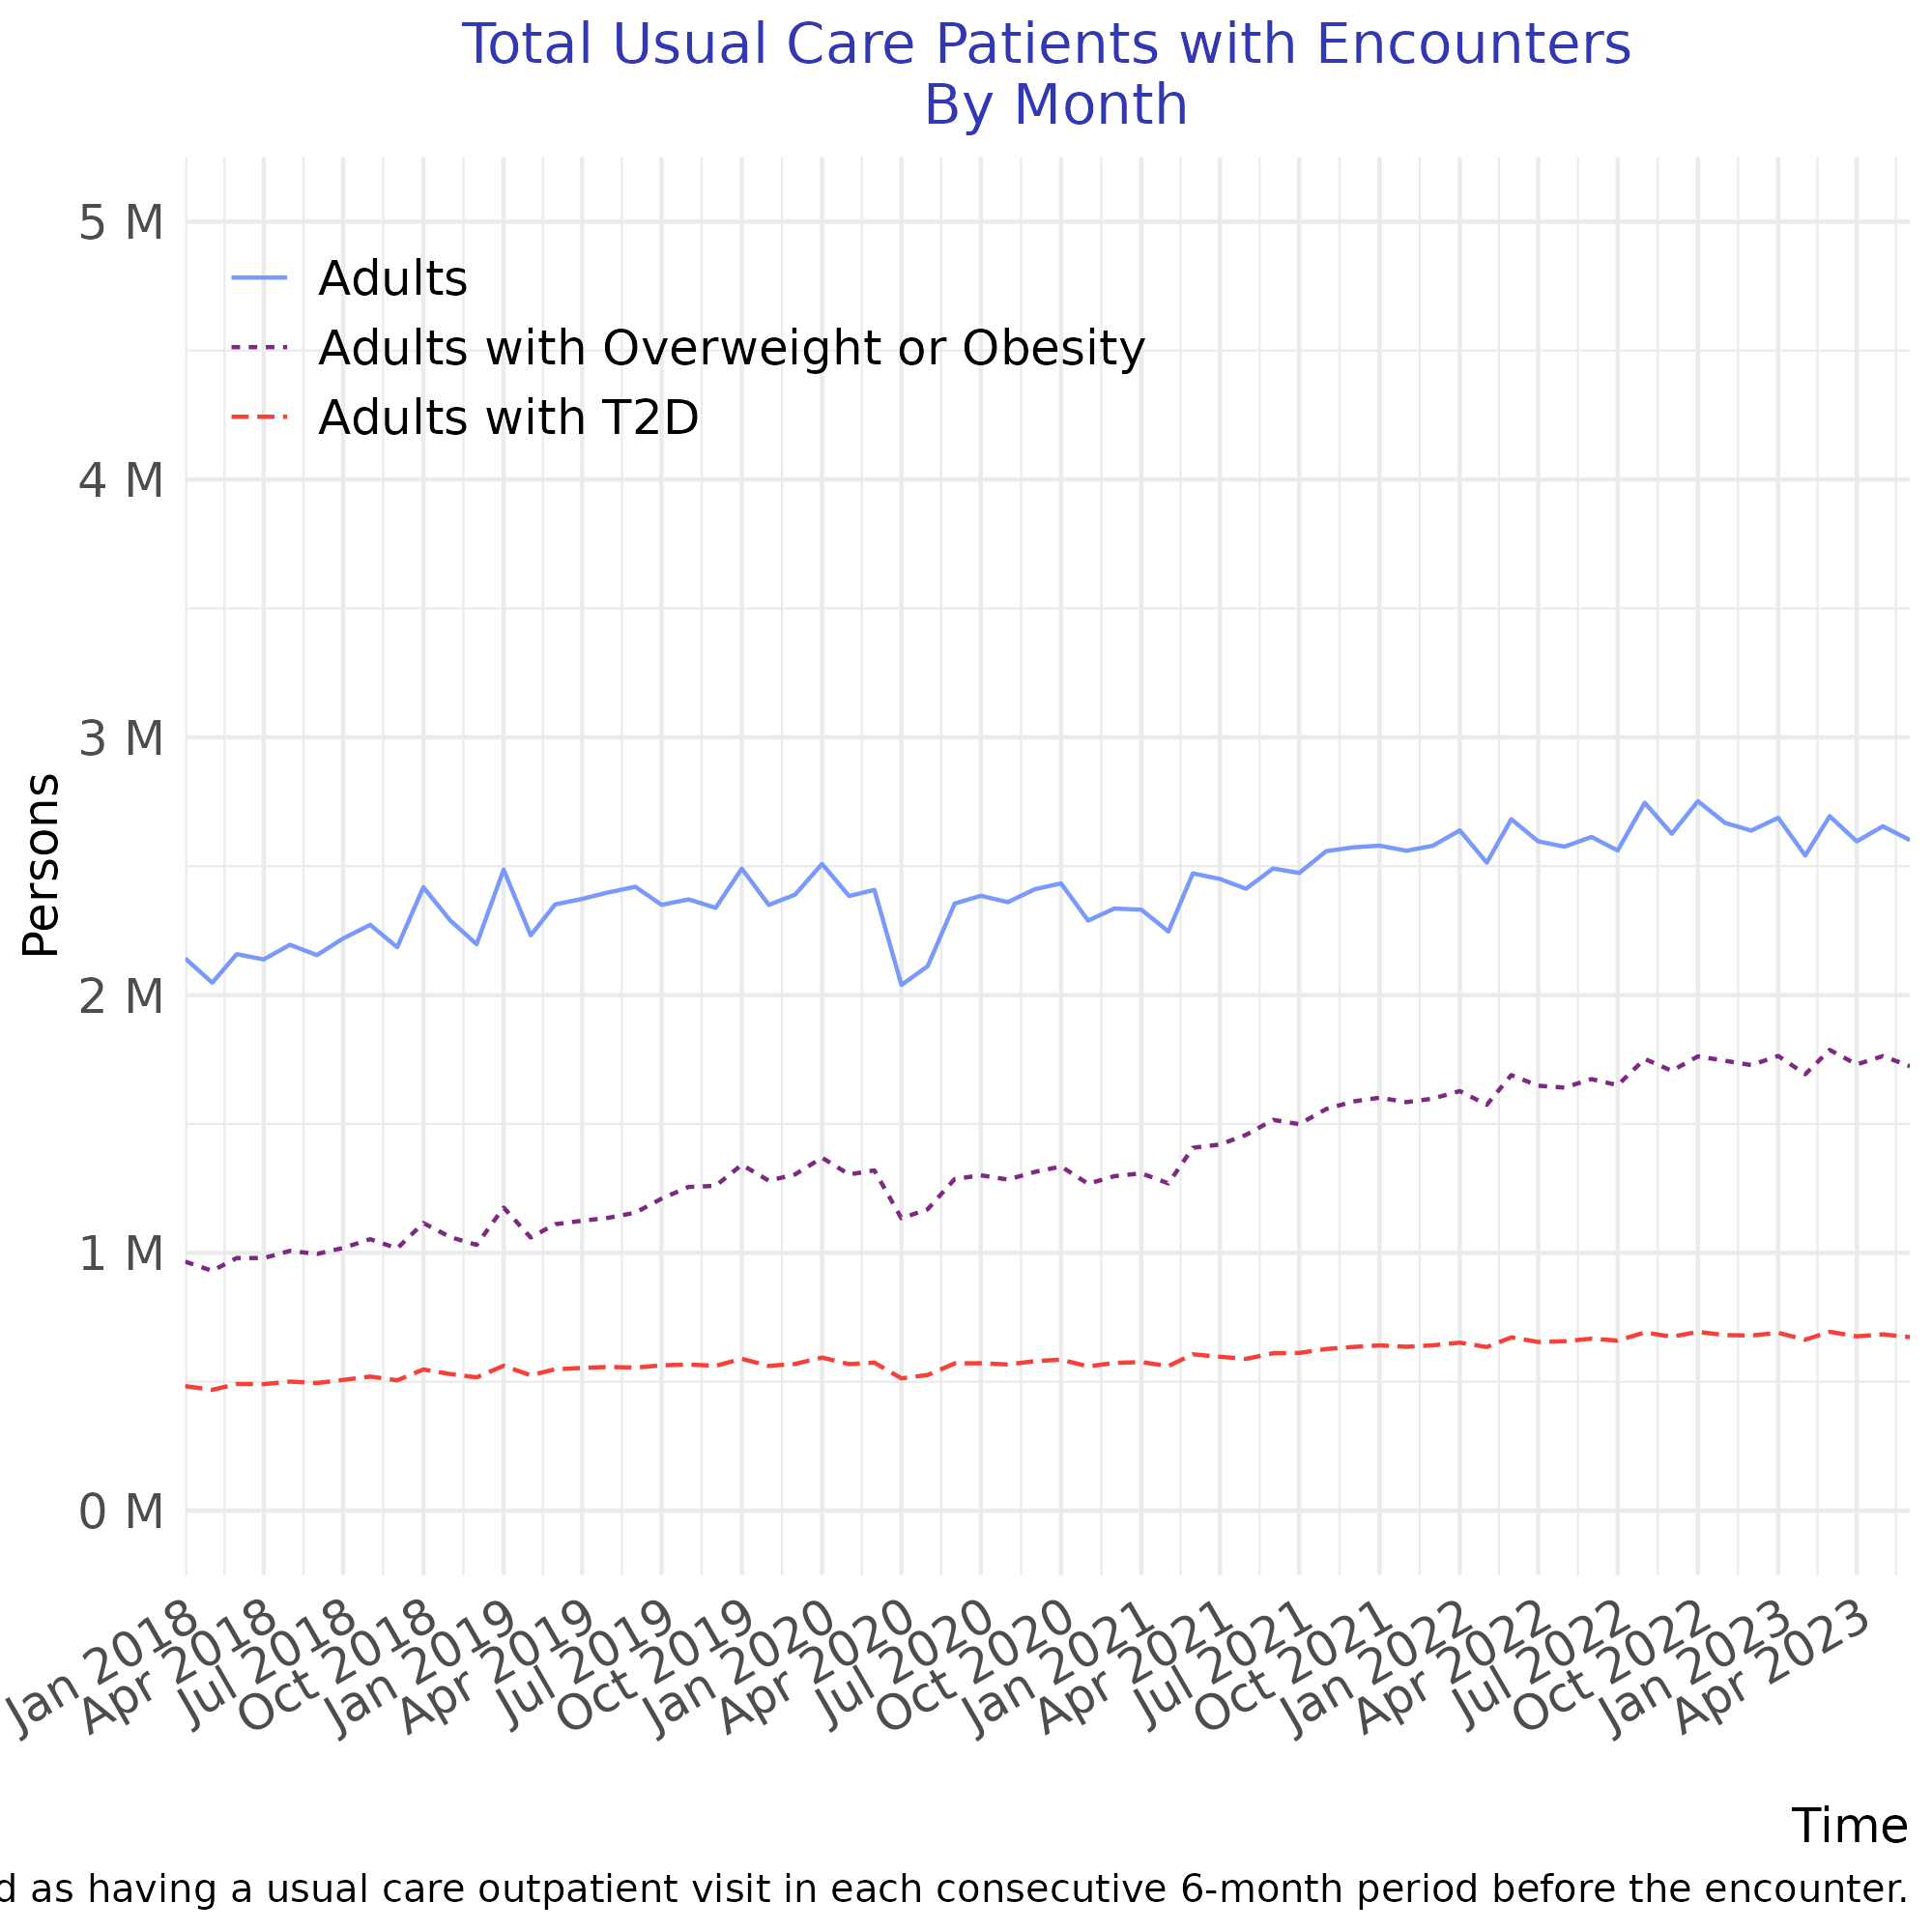 Total Usual Care Patients with Encounters
By Month
5 M
4 M
3 M
2 M
1 M
0 M
Persons
Adults
Adults with Overweight or Obesity
Adults with T2D
Jan 2018
Apr 2018
Jul 2018
Oct 2018
Jan 2019
Apr 2019
Jul 2019
Oct 2019
Jan 2020
Apr 2020
Jul 2020
Oct 2020
Jan 2021
Apr 2021
Jul 2021
Oct 2021
Jan 2022
Apr 2022
Jul 2022
Oct 2022
Jan 2023
Apr 2023
Time
d as having a usual care outpatient visit in each consecutive 6-month period before the encounter.